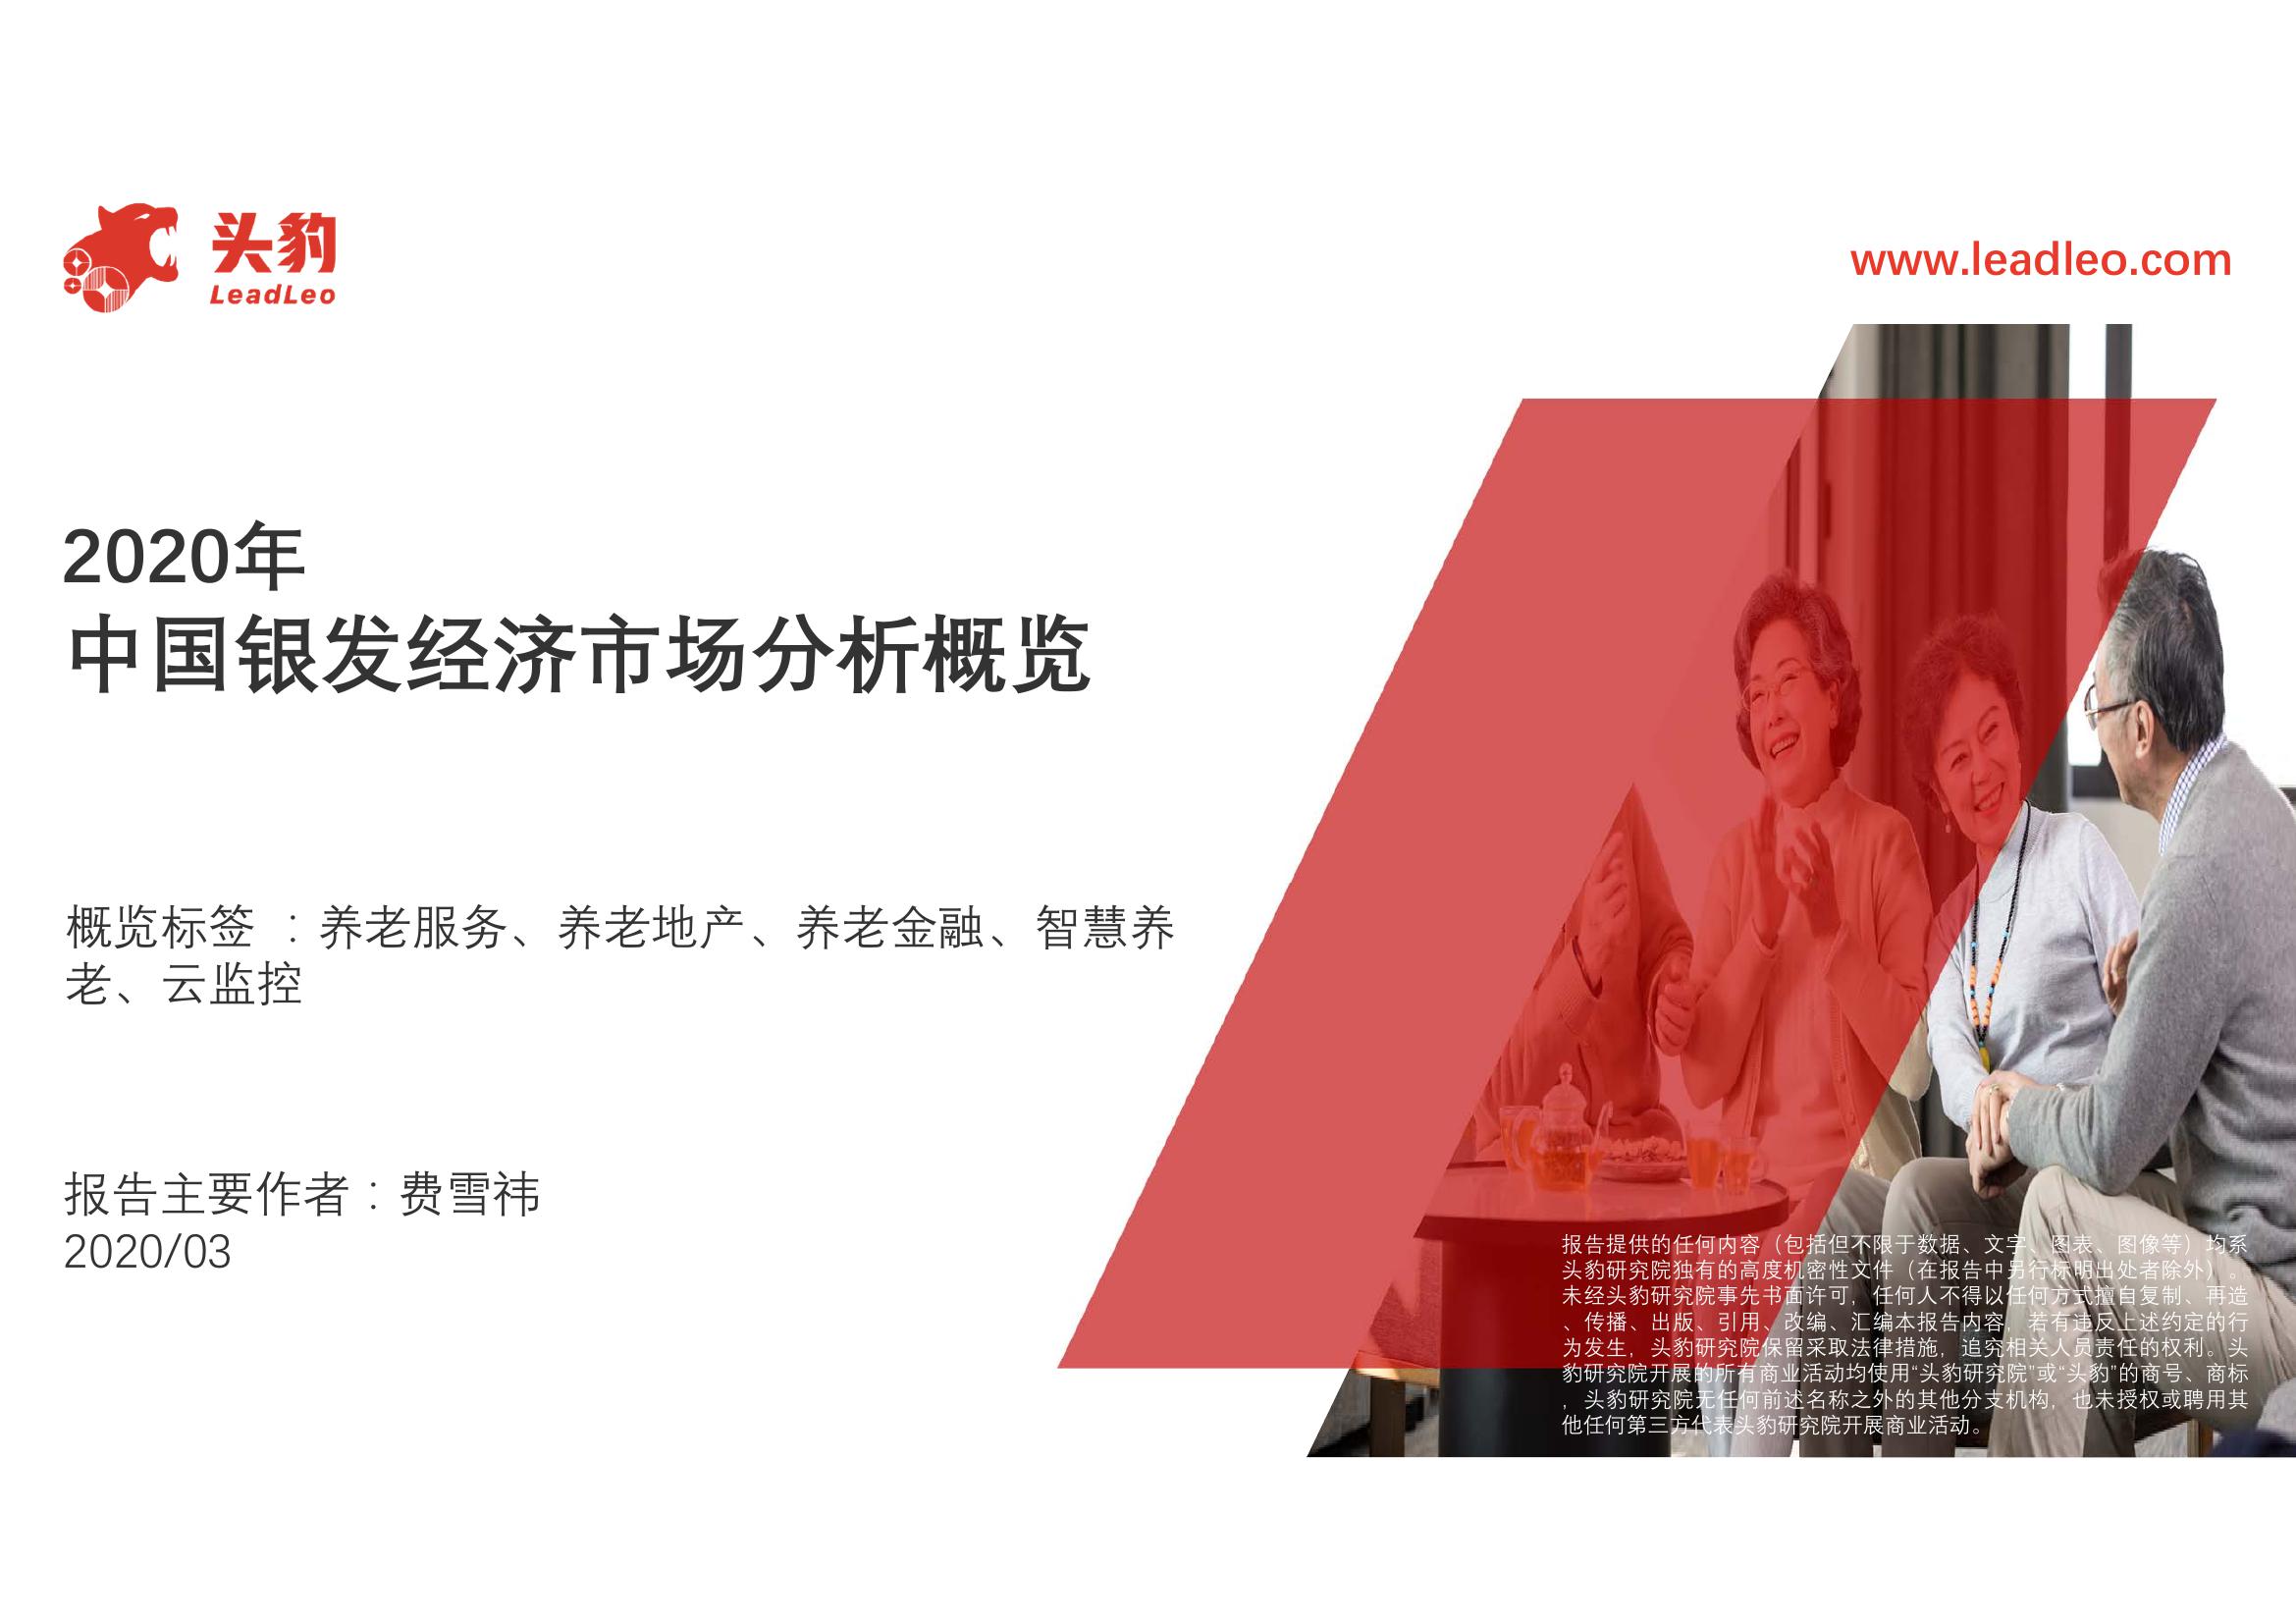 头豹
LeadLeo
www.leadleo.com
2020年
中国银发经济市场分析概览
概览标签 ：养老服务、养老地产、养老金融、智慧养
老、云监控
报告主要作者：费雪祎
2020/03
报告提供的任何内容（包括但不限于数据、文字、图表、图像等）均系
头豹研究院独有的高度机密性文件（在报告中另行标明出处者除外）。
未经头豹研究院事先书面许可，任何人不得以任何方式擅自复制、再造
、传播、出版、引用、改编、汇编本报告内容，若有违反上述约定的行
为发生，头豹研究院保留采取法律措施，追究相关人员责任的权利。头
豹研究院开展的所有商业活动均使用“头豹研究院”或“头豹”的商号、商标
，头豹研究院无任何前述名称之外的其他分支机构，也未授权或聘用其
他任何第三方代表头豹研究院开展商业活动。